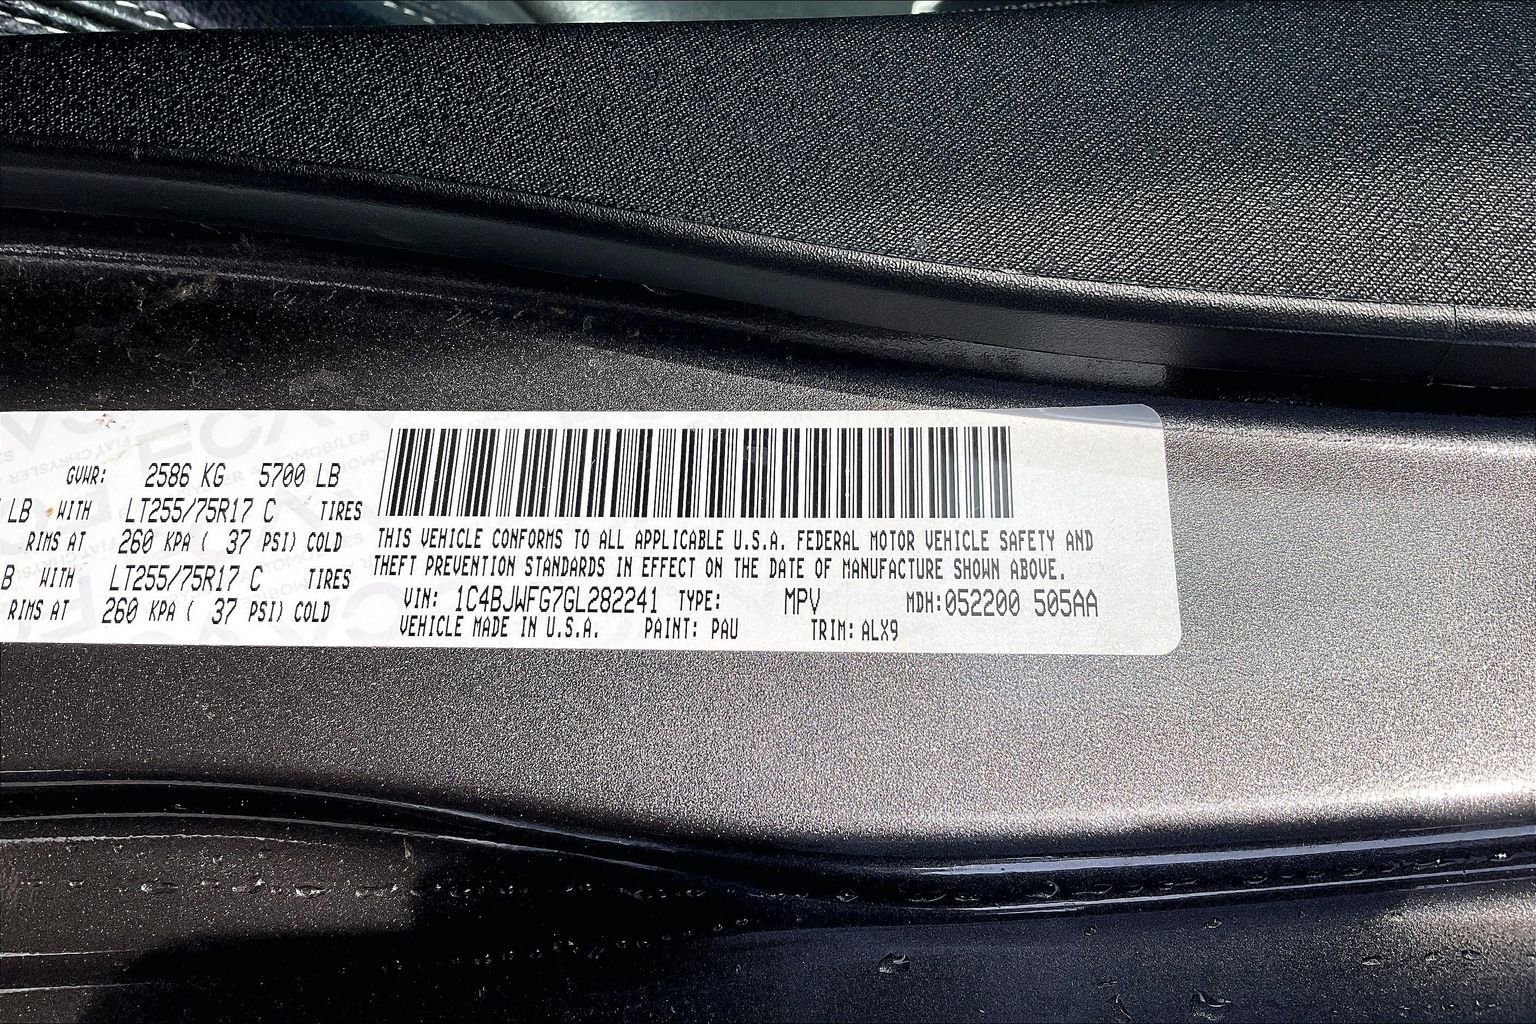 GVWR: 2586 KG 5700 LB
LB WITH LT255/75R17 C TIRES
RIMS AT 260 KPA ( 37 PSI) COLD
WITH LT255/75R17 C TIRES
RIMS AT 260 KPA ( 37 PSI) COLD
THIS VEHICLE CONFORMS TO ALL APPLICABLE U.S.A. FEDERAL MOTOR VEHICLE SAFETY AND
THEFT PREVENTION STANDARDS IN EFFECT ON THE DATE OF MANUFACTURE SHOWN ABOVE.
VIN: 1C4BJWFG7GL282241 TYPE: MPV MDH:052200 505AA
VEHICLE MADE IN U.S.A. PAINT: PAU TRIM: ALX9